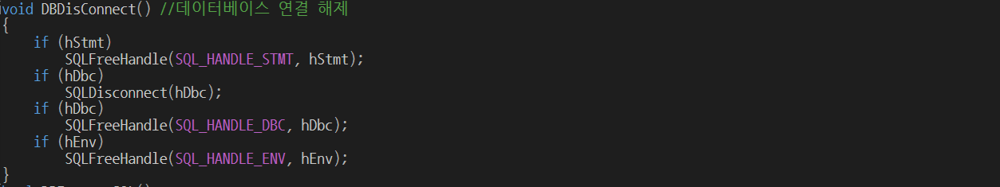 void DBDisConnect() //데이터베이스 연결 해제
{
if (hStmt)
SQLFreeHandle(SQL_HANDLE_STMT, hStmt);
if (hDbc)
SQLDisconnect(hDbc);
if (hDbc)
SQLFreeHandle(SQL_HANDLE_DBC, hDbc);
if (hEnv)
SQLFreeHandle(SQL_HANDLE_ENV, hEnv);
}